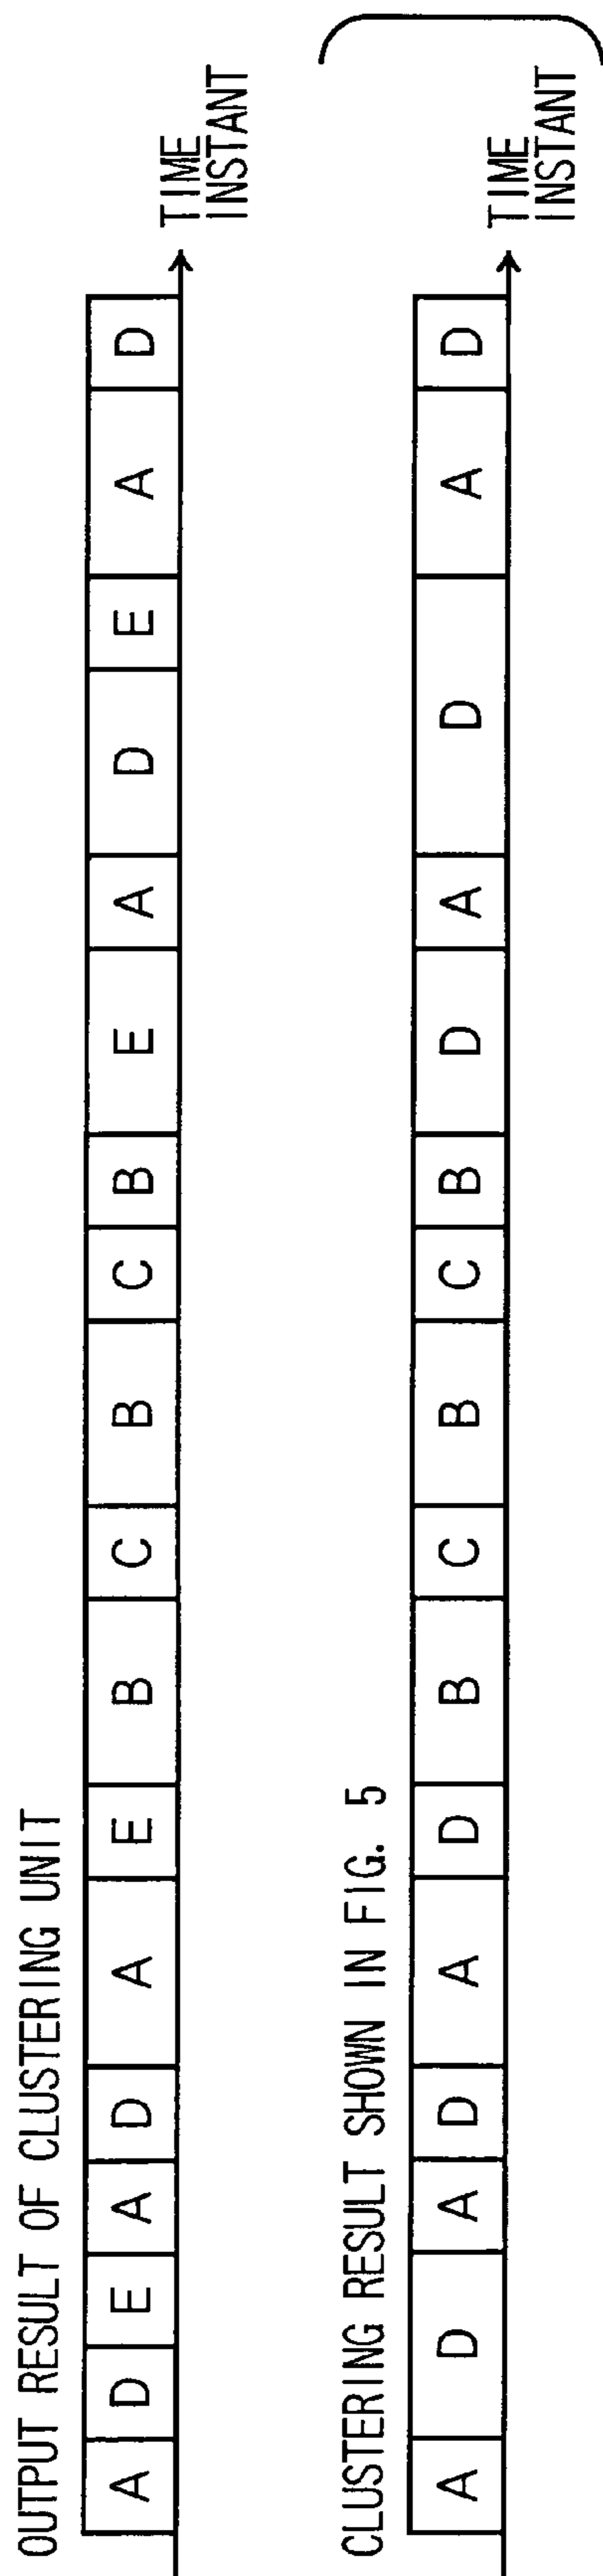 OUTPUT RESULT OF CLUSTERING UNIT
A D E A D A E B C B C B E A D E A D
TIME
INSTANT
CLUSTERING RESULT SHOWN IN FIG. 5
A D A D A D B C B C B D A D A D
TIME
INSTANT